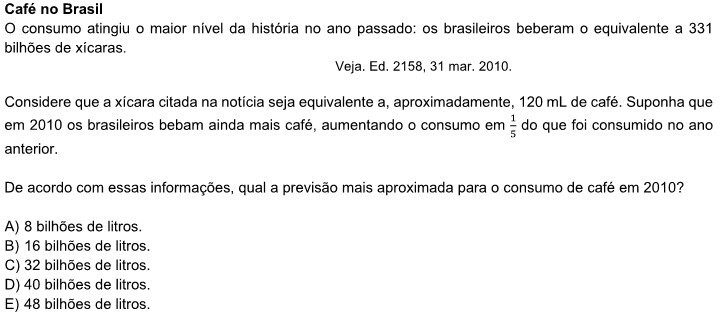 Café no Brasil
O consumo atingiu o maior nível da história no ano passado: os brasileiros beberam o equivalente a 331
bilhões de xícaras.
Veja. Ed. 2158, 31 mar. 2010.
Considere que a xícara citada na notícia seja equivalente a, aproximadamente, 120 mL de café. Suponha que
em 2010 os brasileiros bebam ainda mais café, aumentando o consumo em 1/5 do que foi consumido no ano
anterior.
De acordo com essas informações, qual a previsão mais aproximada para o consumo de café em 2010?
A) 8 bilhões de litros.
B) 16 bilhões de litros.
C) 32 bilhões de litros.
D) 40 bilhões de litros.
E) 48 bilhões de litros.